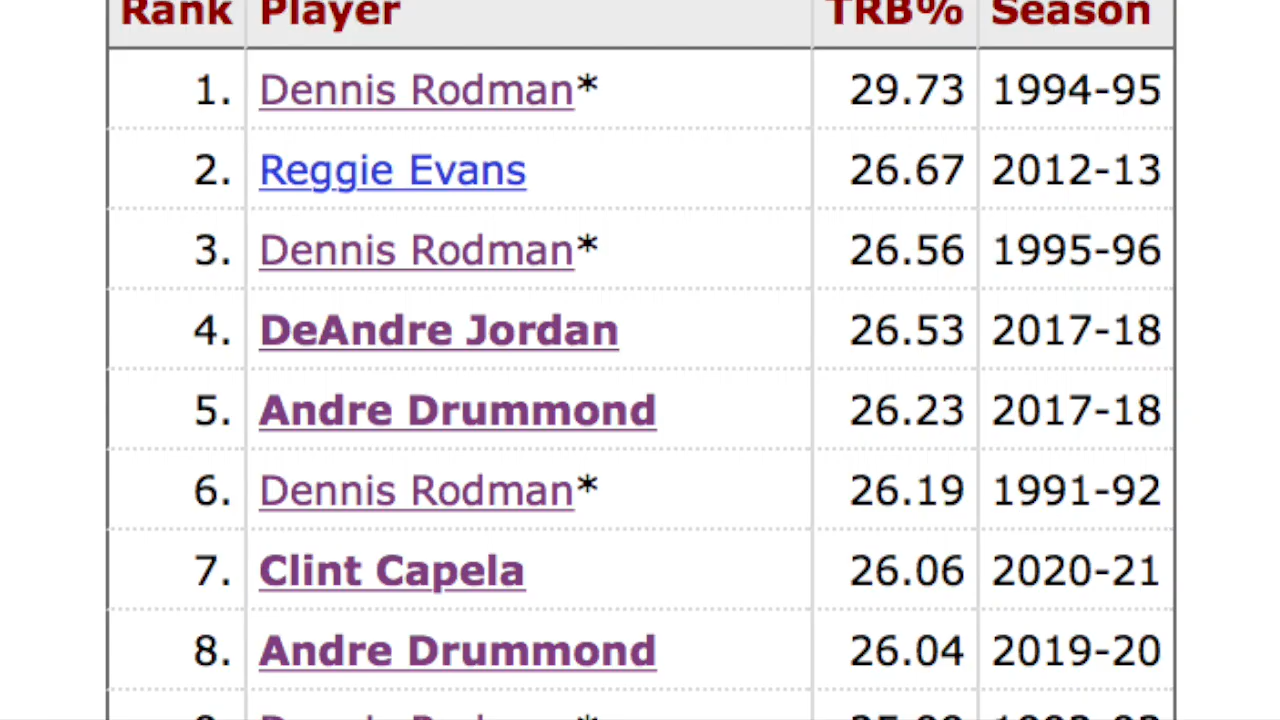 Rank Player TRB% Season
1. Dennis Rodman* 29.73 1994-95
2. Reggie Evans 26.67 2012-13
3. Dennis Rodman* 26.56 1995-96
4. DeAndre Jordan 26.53 2017-18
5. Andre Drummond 26.23 2017-18
6. Dennis Rodman* 26.19 1991-92
7. Clint Capela 26.06 2020-21
8. Andre Drummond 26.04 2019-20